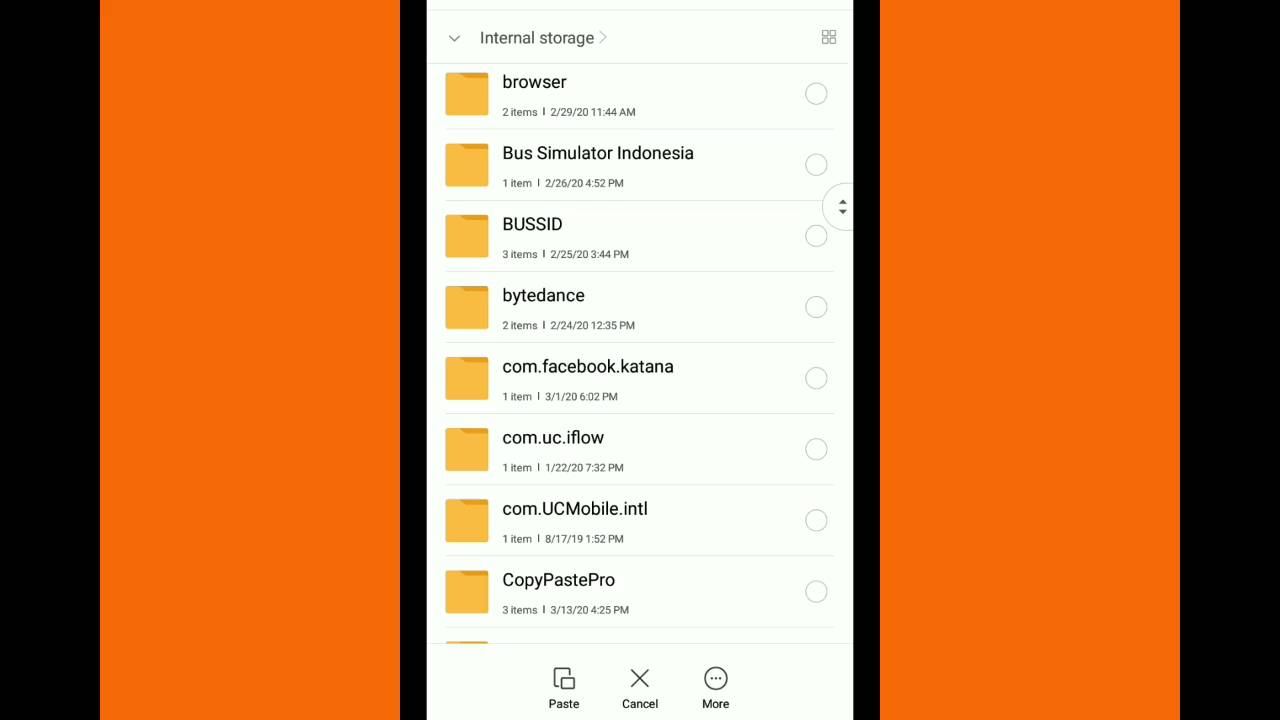 Internal storage
browser
2 items | 2/29/20 11:44 AM
Bus Simulator Indonesia
1 item | 2/26/20 4:52 PM
BUSSID
3 items | 2/25/20 3:44 PM
bytedance
2 items | 2/24/20 12:35 PM
com.facebook.katana
1 item | 3/1/20 6:02 PM
com.uc.iflow
1 item | 1/22/20 7:32 PM
com.UCMobile.intl
1 item | 8/17/19 1:52 PM
CopyPastePro
3 items | 3/13/20 4:25 PM
Paste Cancel More